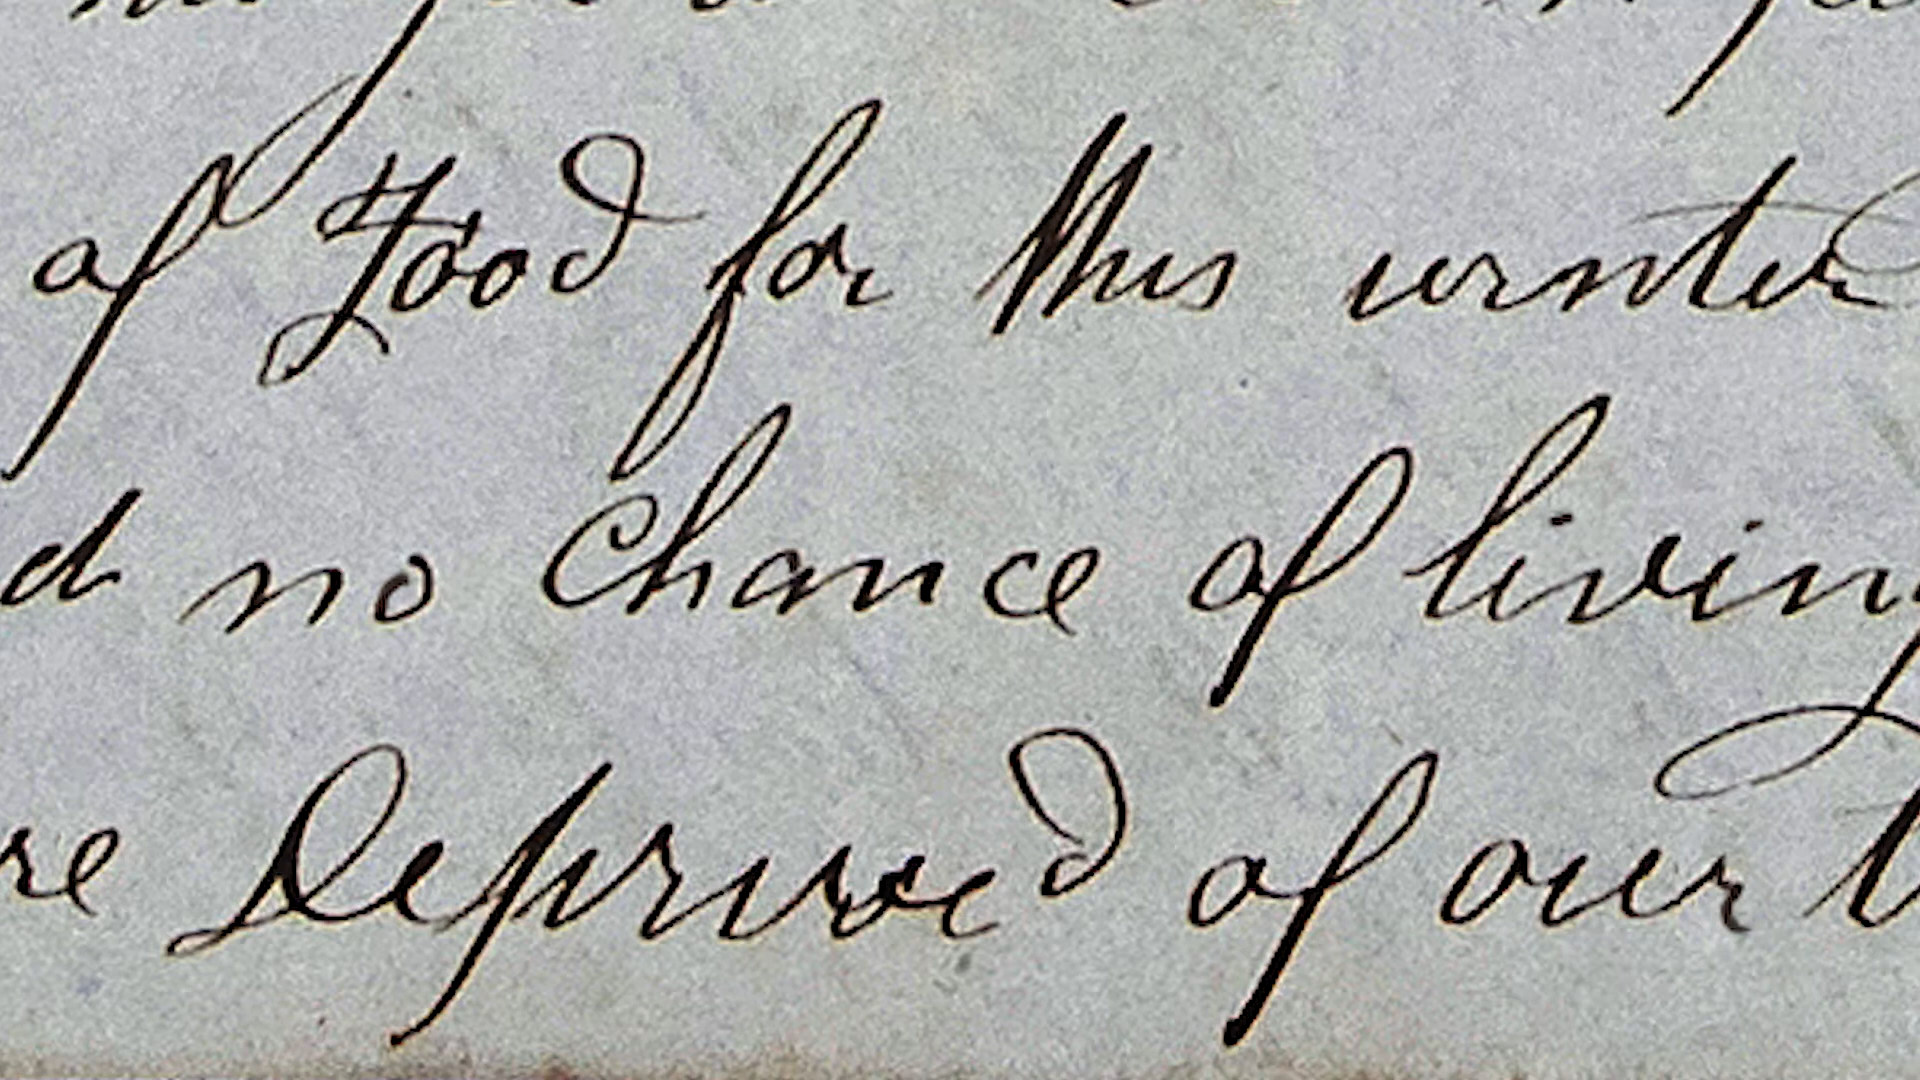 of Food for this winter
d no Chance of living
re Deprived of our